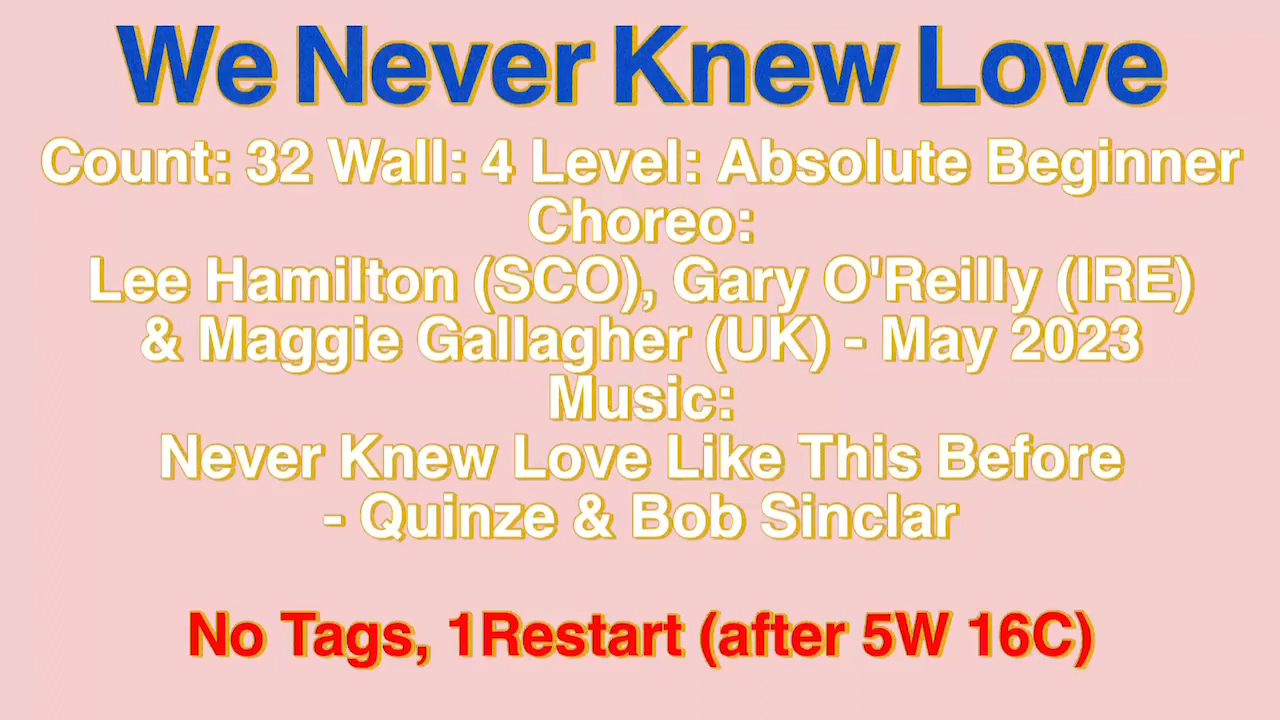 We Never Knew Love
Count: 32 Wall: 4 Level: Absolute Beginner
Choreo:
Lee Hamilton (SCO), Gary O'Reilly (IRE)
& Maggie Gallagher (UK) - May 2023
Music:
Never Knew Love Like This Before
- Quinze & Bob Sinclar
No Tags, 1Restart (after 5W 16C)